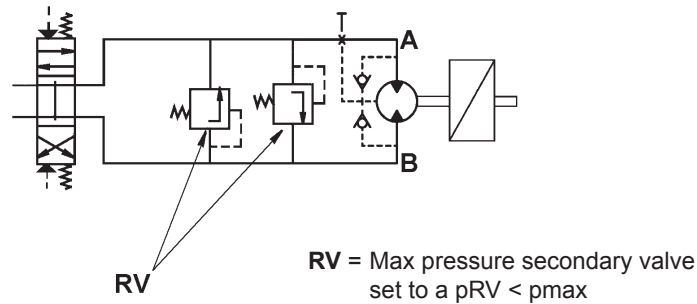 T
A
B
RV
RV = Max pressure secondary valve
set to a pRV < pmax